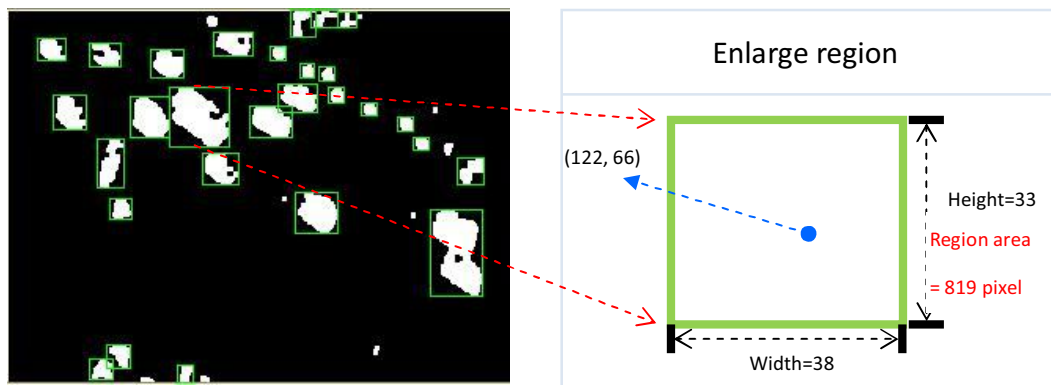 Enlarge region
(122, 66)
Height=33
Region area
= 819 pixel
Width=38